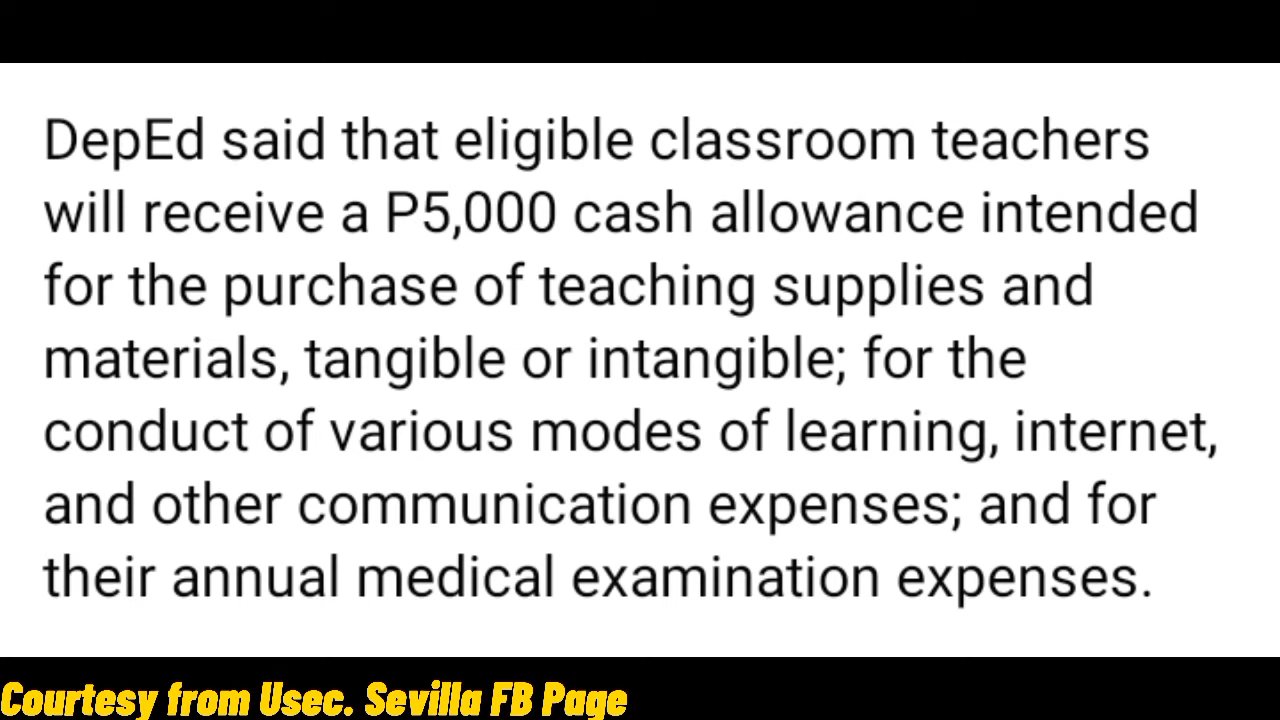 DepEd said that eligible classroom teachers
will receive a P5,000 cash allowance intended
for the purchase of teaching supplies and
materials, tangible or intangible; for the
conduct of various modes of learning, internet,
and other communication expenses; and for
their annual medical examination expenses.
Courtesy from Usec. Sevilla FB Page